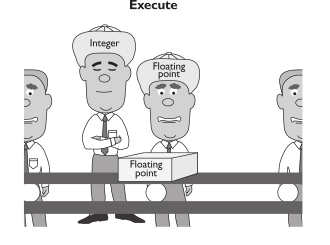 Execute
Integer
Floating
point
Floating
point